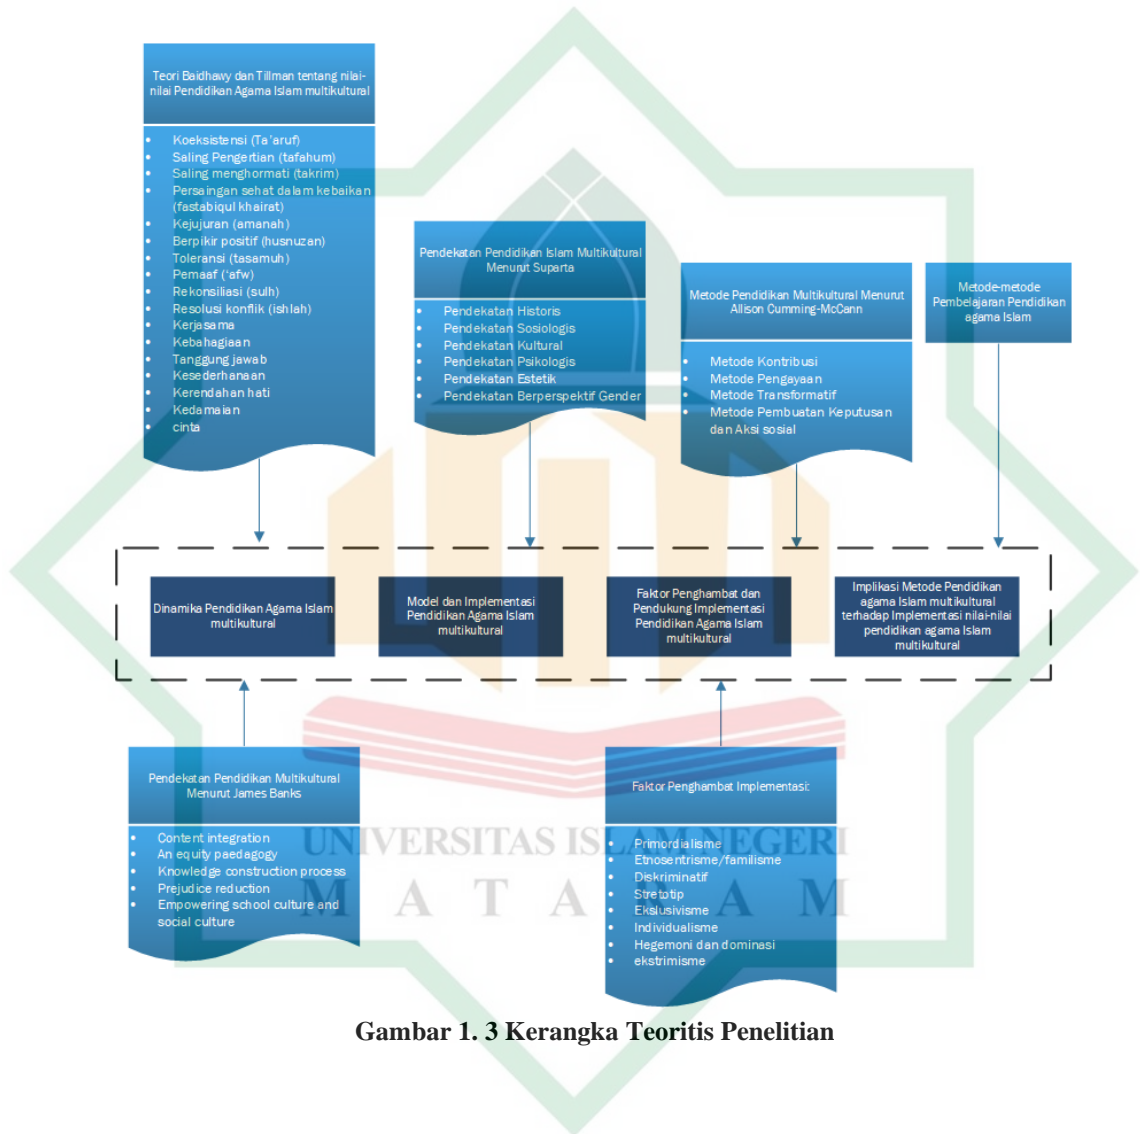 Teori Baidhawy dan Tillman tentang nilai-
nilai Pendidikan Agama Islam multikultural
• Koeksistensi (Ta'aruf)
• Saling Pengertian (tafahum)
• Saling menghormati (takrim)
• Persaingan sehat dalam kebaikan
(fastabiqul khairat)
• Kejujuran (amanah)
• Berpikir positif (husnuzan)
• Toleransi (tasamuh)
• Pemaaf ('afw)
• Rekonsiliasi (sulh)
• Resolusi konflik (ishlah)
• Kerjasama
• Kebahagiaan
• Tanggung jawab
• Kesederhanaan
• Kerendahan hati
• Kedamaian
• cinta
Pendekatan Pendidikan Islam Multikultural
Menurut Suparta
• Pendekatan Historis
• Pendekatan Sosiologis
• Pendekatan Kultural
• Pendekatan Psikologis
• Pendekatan Estetik
• Pendekatan Berperspektif Gender
Metode Pendidikan Multikultural Menurut
Allison Cumming-McCann
• Metode Kontribusi
• Metode Pengayaan
• Metode Transformatif
• Metode Pembuatan Keputusan
dan Aksi sosial
Metode-metode
Pembelajaran Pendidikan
agama Islam
Dinamika Pendidikan Agama Islam
multikultural
Model dan Implementasi
Pendidikan Agama Islam
multikultural
Faktor Penghambat dan
Pendukung Implementasi
Pendidikan Agama Islam
multikultural
Implikasi Metode Pendidikan
agama Islam multikultural
terhadap Implementasi nilai-nilai
pendidikan agama Islam
multikultural
Pendekatan Pendidikan Multikultural
Menurut James Banks
• Content integration
• An equity paedagogy
• Knowledge construction process
• Prejudice reduction
• Empowering school culture and
social culture
Faktor Penghambat Implementasi:
• Primordialisme
• Etnosentrisme/familisme
• Diskriminatif
• Stretotip
• Ekslusivisme
• Individualisme
• Hegemoni dan dominasi
• ekstrimisme
UNIVERSITAS ISLAM NEGERI
MATARAM
Gambar 1. 3 Kerangka Teoritis Penelitian